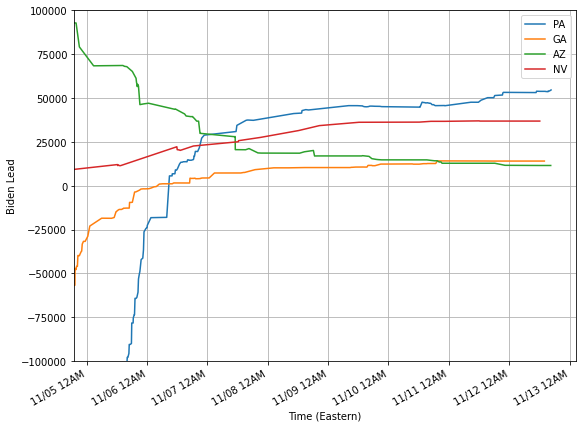 100000
75000
50000
25000
0
−25000
−50000
−75000
−100000
Biden Lead
PA
GA
AZ
NV
11/05 12AM
11/06 12AM
11/07 12AM
11/08 12AM
11/09 12AM
11/10 12AM
11/11 12AM
11/12 12AM
11/13 12AM
Time (Eastern)